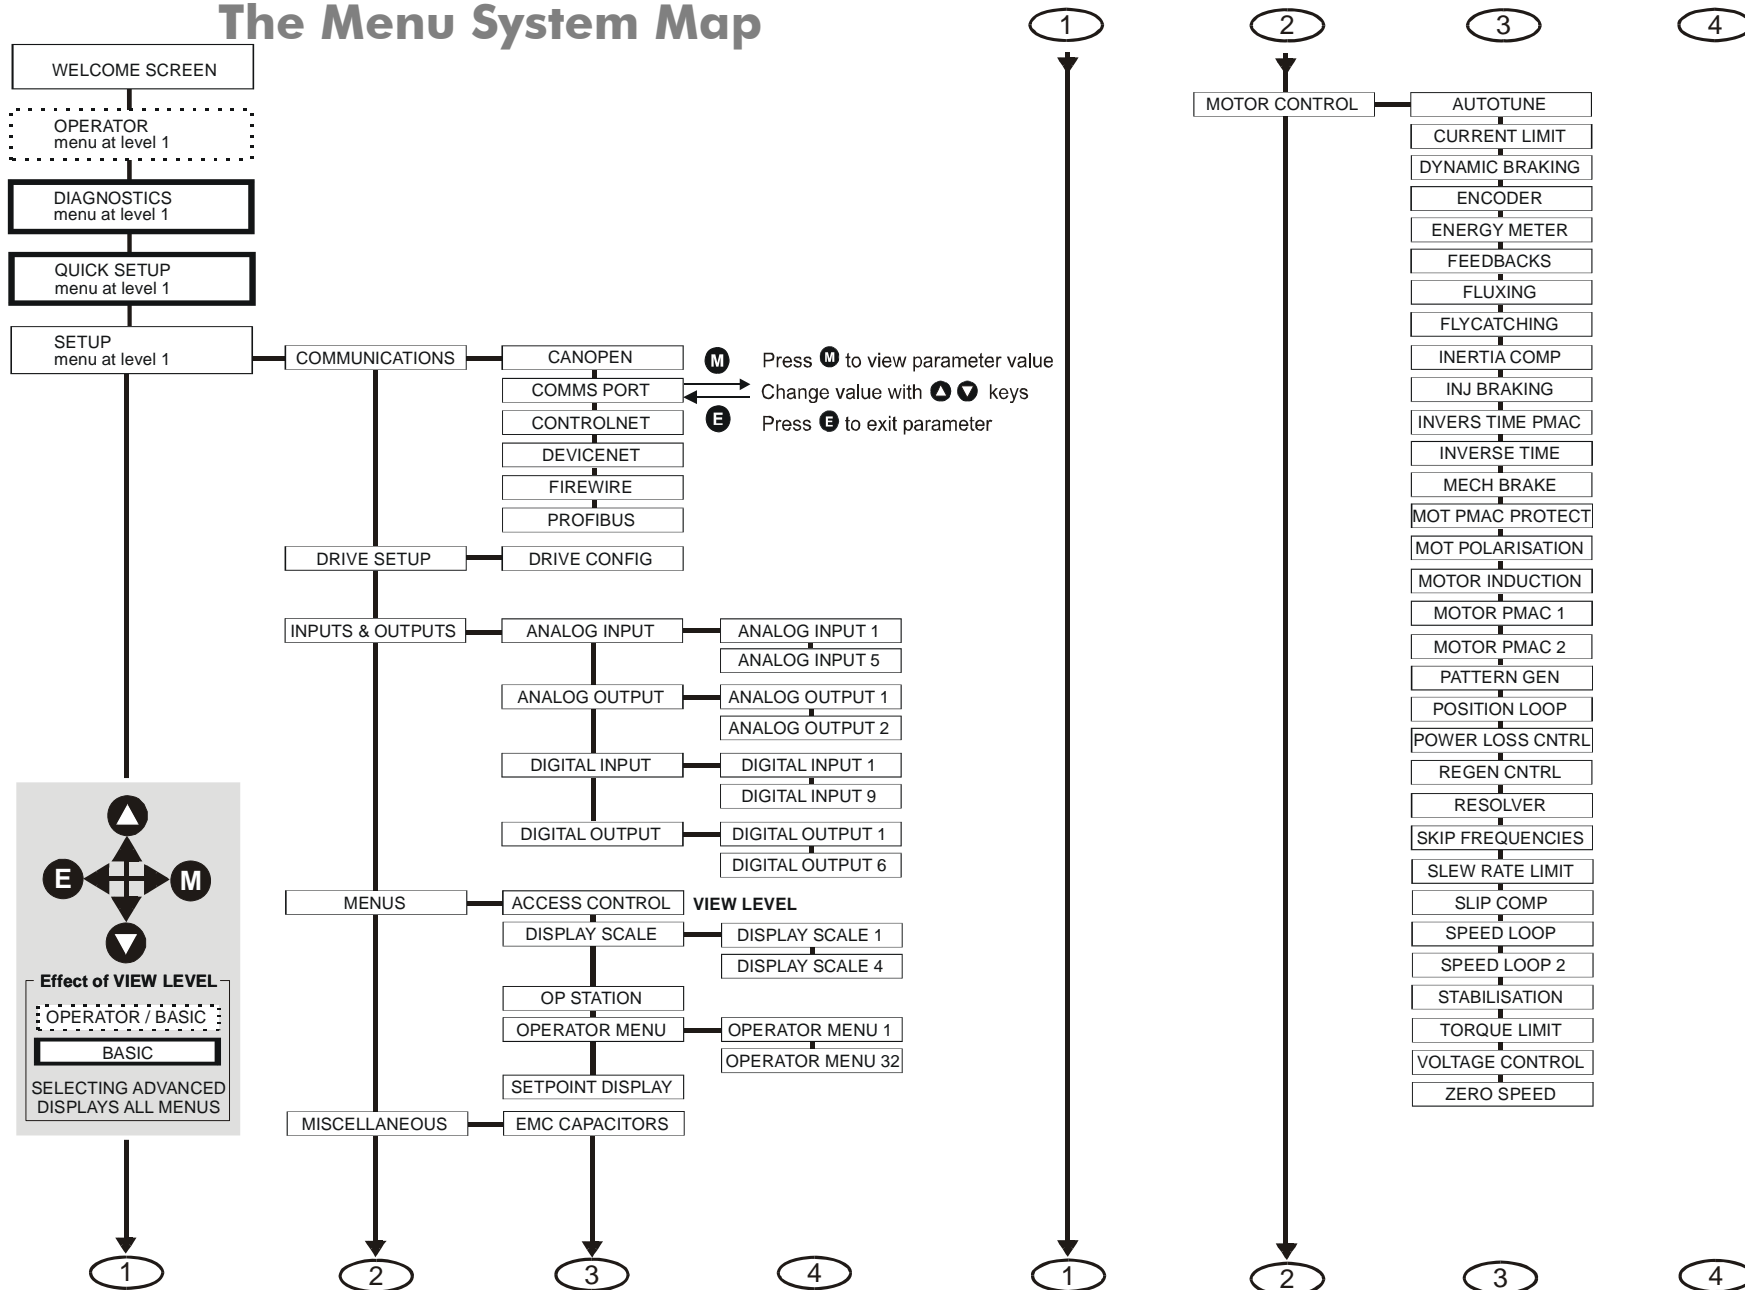 The Menu System Map
1
2
3
4
WELCOME SCREEN
OPERATOR
menu at level 1
DIAGNOSTICS
menu at level 1
QUICK SETUP
menu at level 1
SETUP
menu at level 1
COMMUNICATIONS
CANOPEN
COMMS PORT
CONTROLNET
DEVICENET
FIREWIRE
PROFIBUS
M Press M to view parameter value
Change value with keys
E Press E to exit parameter
DRIVE SETUP
DRIVE CONFIG
INPUTS & OUTPUTS
ANALOG INPUT
ANALOG INPUT 1
ANALOG INPUT 5
ANALOG OUTPUT
ANALOG OUTPUT 1
ANALOG OUTPUT 2
DIGITAL INPUT
DIGITAL INPUT 1
DIGITAL INPUT 9
DIGITAL OUTPUT
DIGITAL OUTPUT 1
DIGITAL OUTPUT 6
MENUS
ACCESS CONTROL
VIEW LEVEL
DISPLAY SCALE
DISPLAY SCALE 1
DISPLAY SCALE 4
OP STATION
OPERATOR MENU
OPERATOR MENU 1
OPERATOR MENU 32
SETPOINT DISPLAY
MISCELLANEOUS
EMC CAPACITORS
E
M
Effect of VIEW LEVEL
OPERATOR / BASIC
BASIC
SELECTING ADVANCED
DISPLAYS ALL MENUS
MOTOR CONTROL
AUTOTUNE
CURRENT LIMIT
DYNAMIC BRAKING
ENCODER
ENERGY METER
FEEDBACKS
FLUXING
FLYCATCHING
INERTIA COMP
INJ BRAKING
INVERS TIME PMAC
INVERSE TIME
MECH BRAKE
MOT PMAC PROTECT
MOT POLARISATION
MOTOR INDUCTION
MOTOR PMAC 1
MOTOR PMAC 2
PATTERN GEN
POSITION LOOP
POWER LOSS CNTRL
REGEN CNTRL
RESOLVER
SKIP FREQUENCIES
SLEW RATE LIMIT
SLIP COMP
SPEED LOOP
SPEED LOOP 2
STABILISATION
TORQUE LIMIT
VOLTAGE CONTROL
ZERO SPEED
1
2
3
4
1
2
3
4